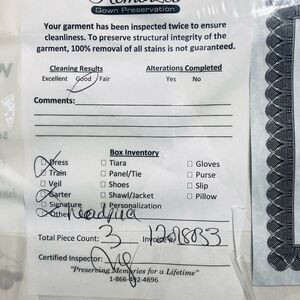 Gown Preservation
Your garment has been inspected twice to ensure
cleanliness. To preserve structural integrity of the
garment, 100% removal of all stains is not guaranteed.
Cleaning Results Alterations Completed
Excellent Good Fair Yes No
Comments:
Box Inventory
Dress Tiara Gloves
Train Panel/Tie Purse
Veil Shoes Slip
Garter Shawl/Jacket Pillow
Signature Personalization
Other
Total Piece Count: 3 Invoice#
Certified Inspector:
"Preserving Memories for a Lifetime"
1-866-492-4696